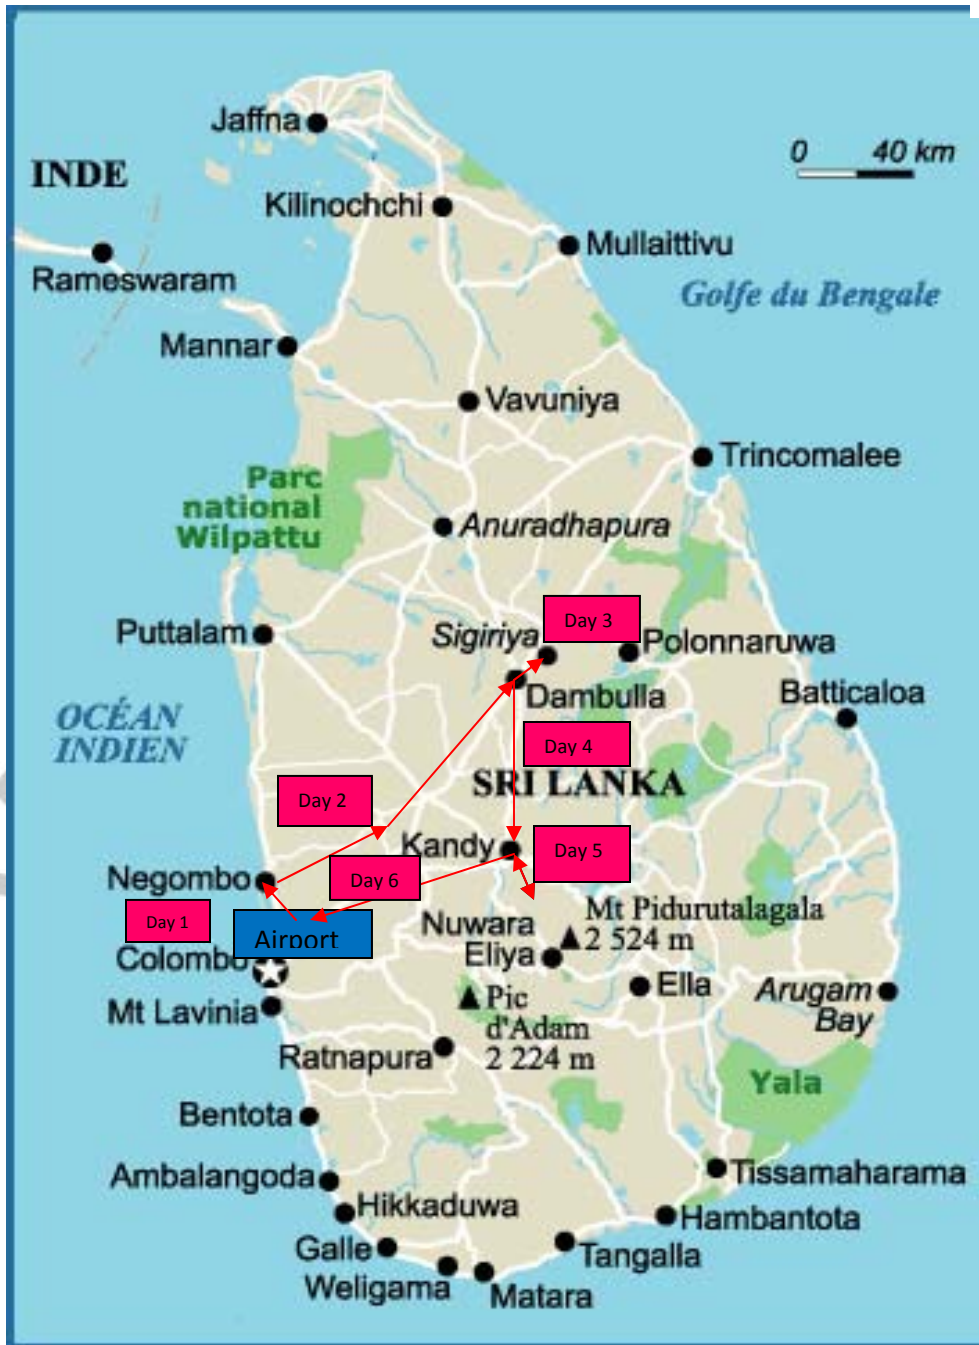 Jaffna
INDE
0 40 km
Kilinochchi
Mullaittivu
Rameswaram
Golfe du Bengale
Mannar
Vavuniya
Trincomalee
Parc
national
Wilpattu
Anuradhapura
Day 3
Puttalam
Sigiriya
Polonnaruwa
Dambulla
Batticaloa
OCÉAN
INDIEN
Day 4
SRI LANKA
Day 2
Kandy
Day 5
Negombo
Day 6
Day 1
Airport
Mt Pidurutalagala
2 524 m
Nuwara
Eliya
Colombo
Ella
Arugam
Bay
Mt Lavinia
Pic
d'Adam
2 224 m
Ratnapura
Yala
Bentota
Ambalangoda
Tissamaharama
Hikkaduwa
Hambantota
Galle
Tangalla
Weligama
Matara